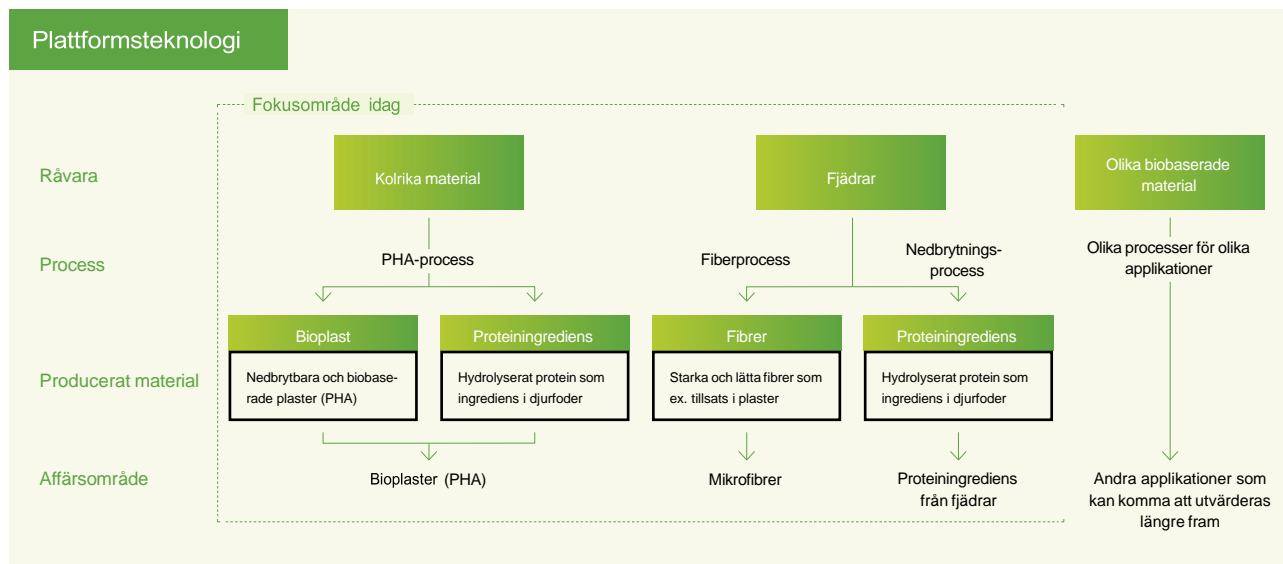 Plattformsteknologi
Fokusområde idag
Råvara
Kolrika material
Fjädrar
Olika biobaserade
material
Process
PHA-process
Fiberprocess
Nedbrytnings-
process
Olika processer för olika
applikationer
Producerat material
Bioplast
Nedbrytbara och biobase-
rade plaster (PHA)
Proteiningrediens
Hydrolyserat protein som
ingrediens i djurfoder
Fibrer
Starka och lätta fibrer som
ex. tillsats i plaster
Proteiningrediens
Hydrolyserat protein som
ingrediens i djurfoder
Affärsområde
Bioplaster (PHA)
Mikrofibrer
Proteiningrediens
från fjädrar
Andra applikationer som
kan komma att utvärderas
längre fram